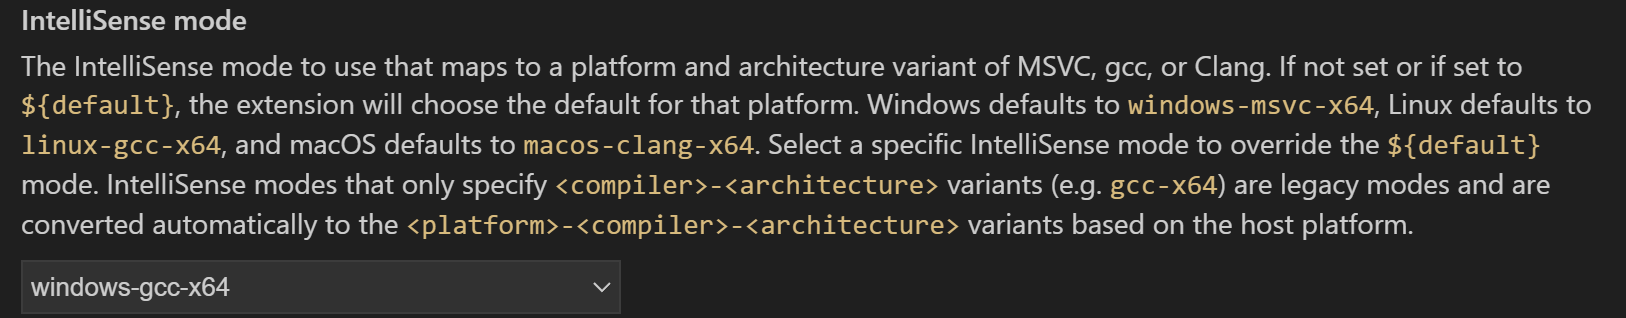 IntelliSense mode
The IntelliSense mode to use that maps to a platform and architecture variant of MSVC, gcc, or Clang. If not set or if set to
${default}, the extension will choose the default for that platform. Windows defaults to windows-msvc-x64, Linux defaults to
linux-gcc-x64, and macOS defaults to macos-clang-x64. Select a specific IntelliSense mode to override the ${default}
mode. IntelliSense modes that only specify <compiler>-<architecture> variants (e.g. gcc-x64) are legacy modes and are
converted automatically to the <platform>-<compiler>-<architecture> variants based on the host platform.
windows-gcc-x64